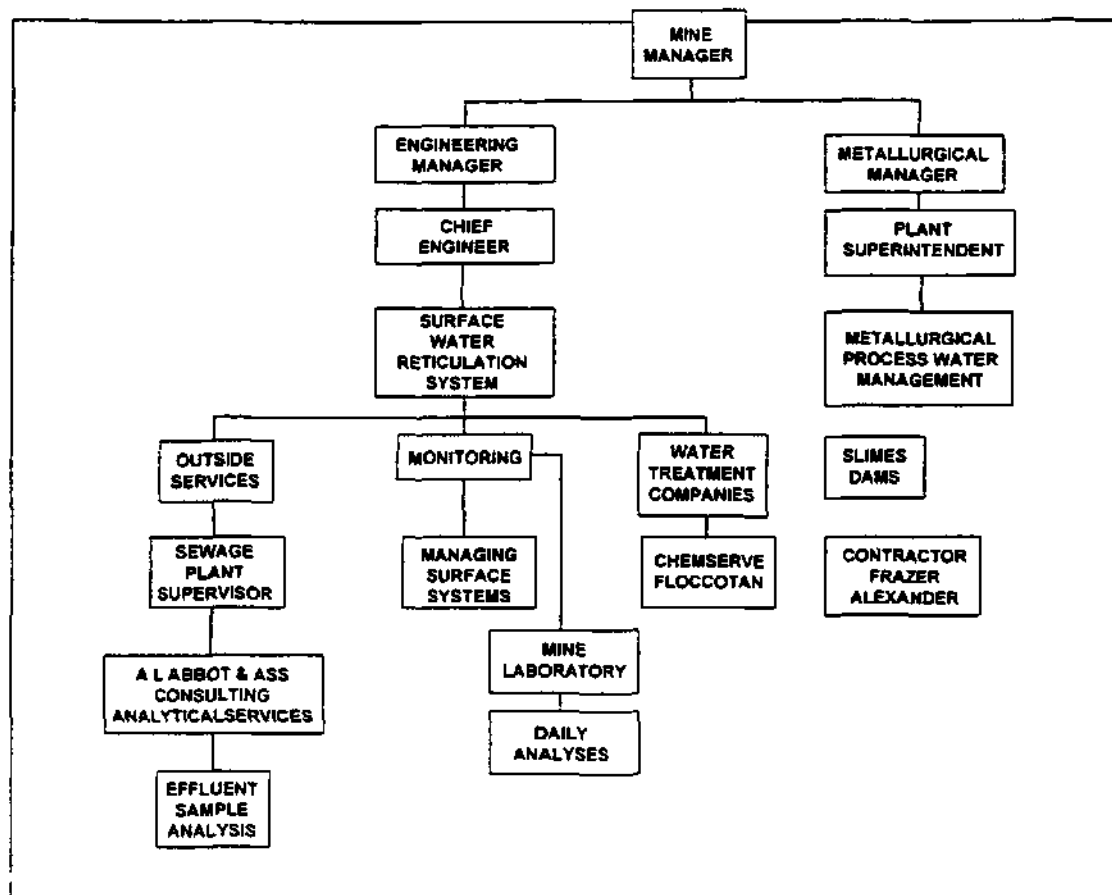 MINE
MANAGER
ENGINEERING
MANAGER
METALLURGICAL
MANAGER
CHIEF
ENGINEER
PLANT
SUPERINTENDENT
SURFACE
WATER
RETICULATION
SYSTEM
METALLURGICAL
PROCESS WATER
MANAGEMENT
OUTSIDE
SERVICES
MONITORING
WATER
TREATMENT
COMPANIES
SLIMES
DAMS
SEWAGE
PLANT
SUPERVISOR
MANAGING
SURFACE
SYSTEMS
CHEMSERVE
FLOCCOTAN
CONTRACTOR
FRAZER
ALEXANDER
A L ABBOT & ASS
CONSULTING
ANALYTICALSERVICES
MINE
LABORATORY
DAILY
ANALYSES
EFFLUENT
SAMPLE
ANALYSIS